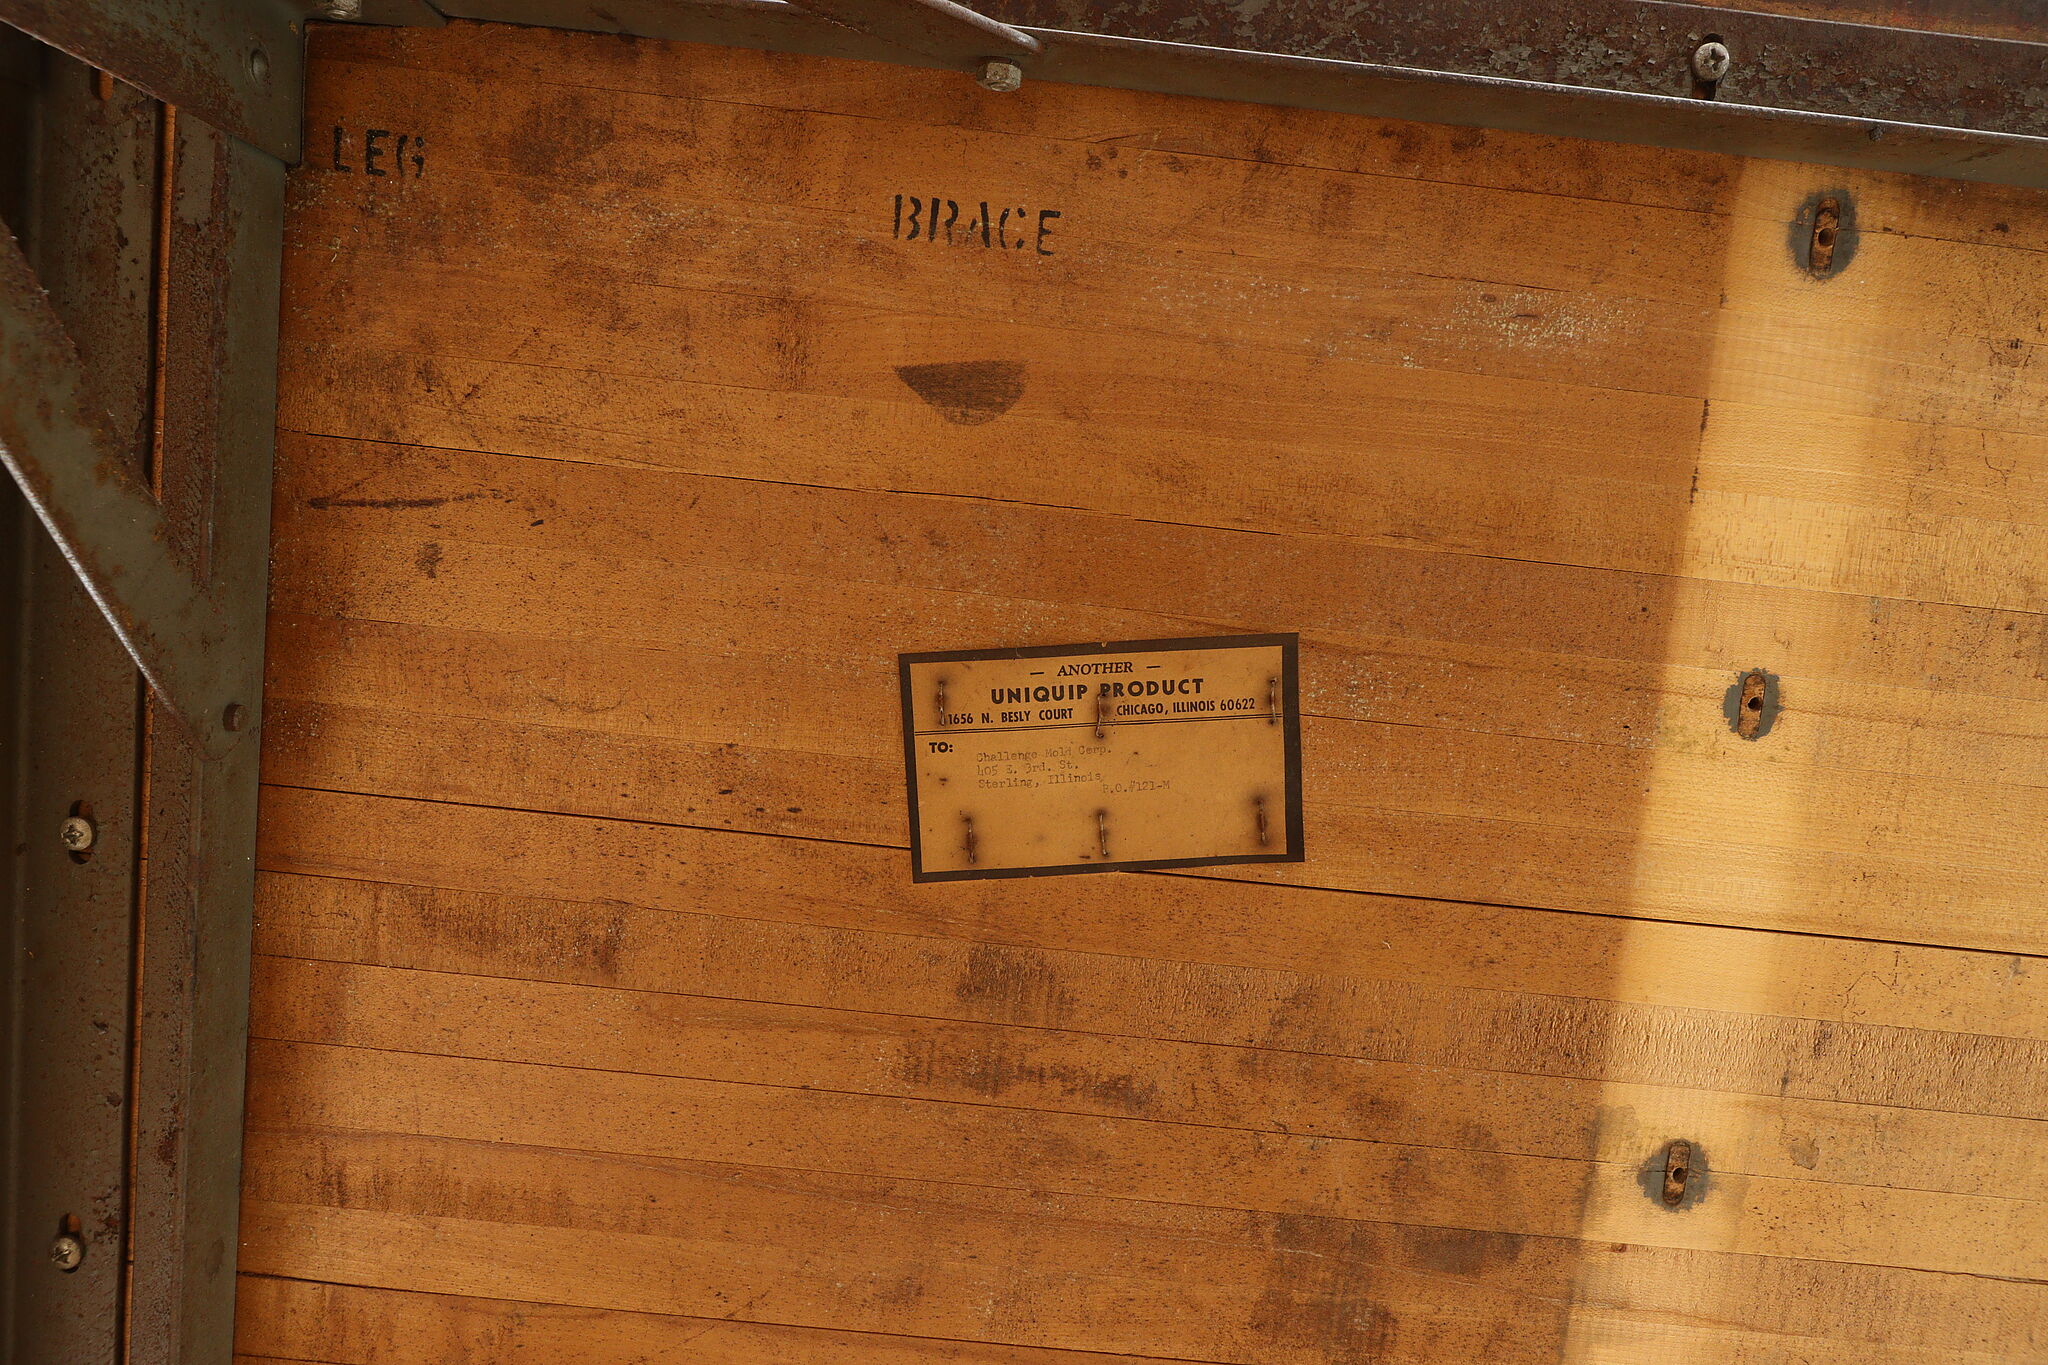 LEG
BRACE
— ANOTHER —
UNIQUIP PRODUCT
1656 N. BESLY COURT CHICAGO, ILLINOIS 60622
TO:
Challenge Mold Corp.
405 E. 3rd. St.
Sterling, Illinois
P.O.#121-M